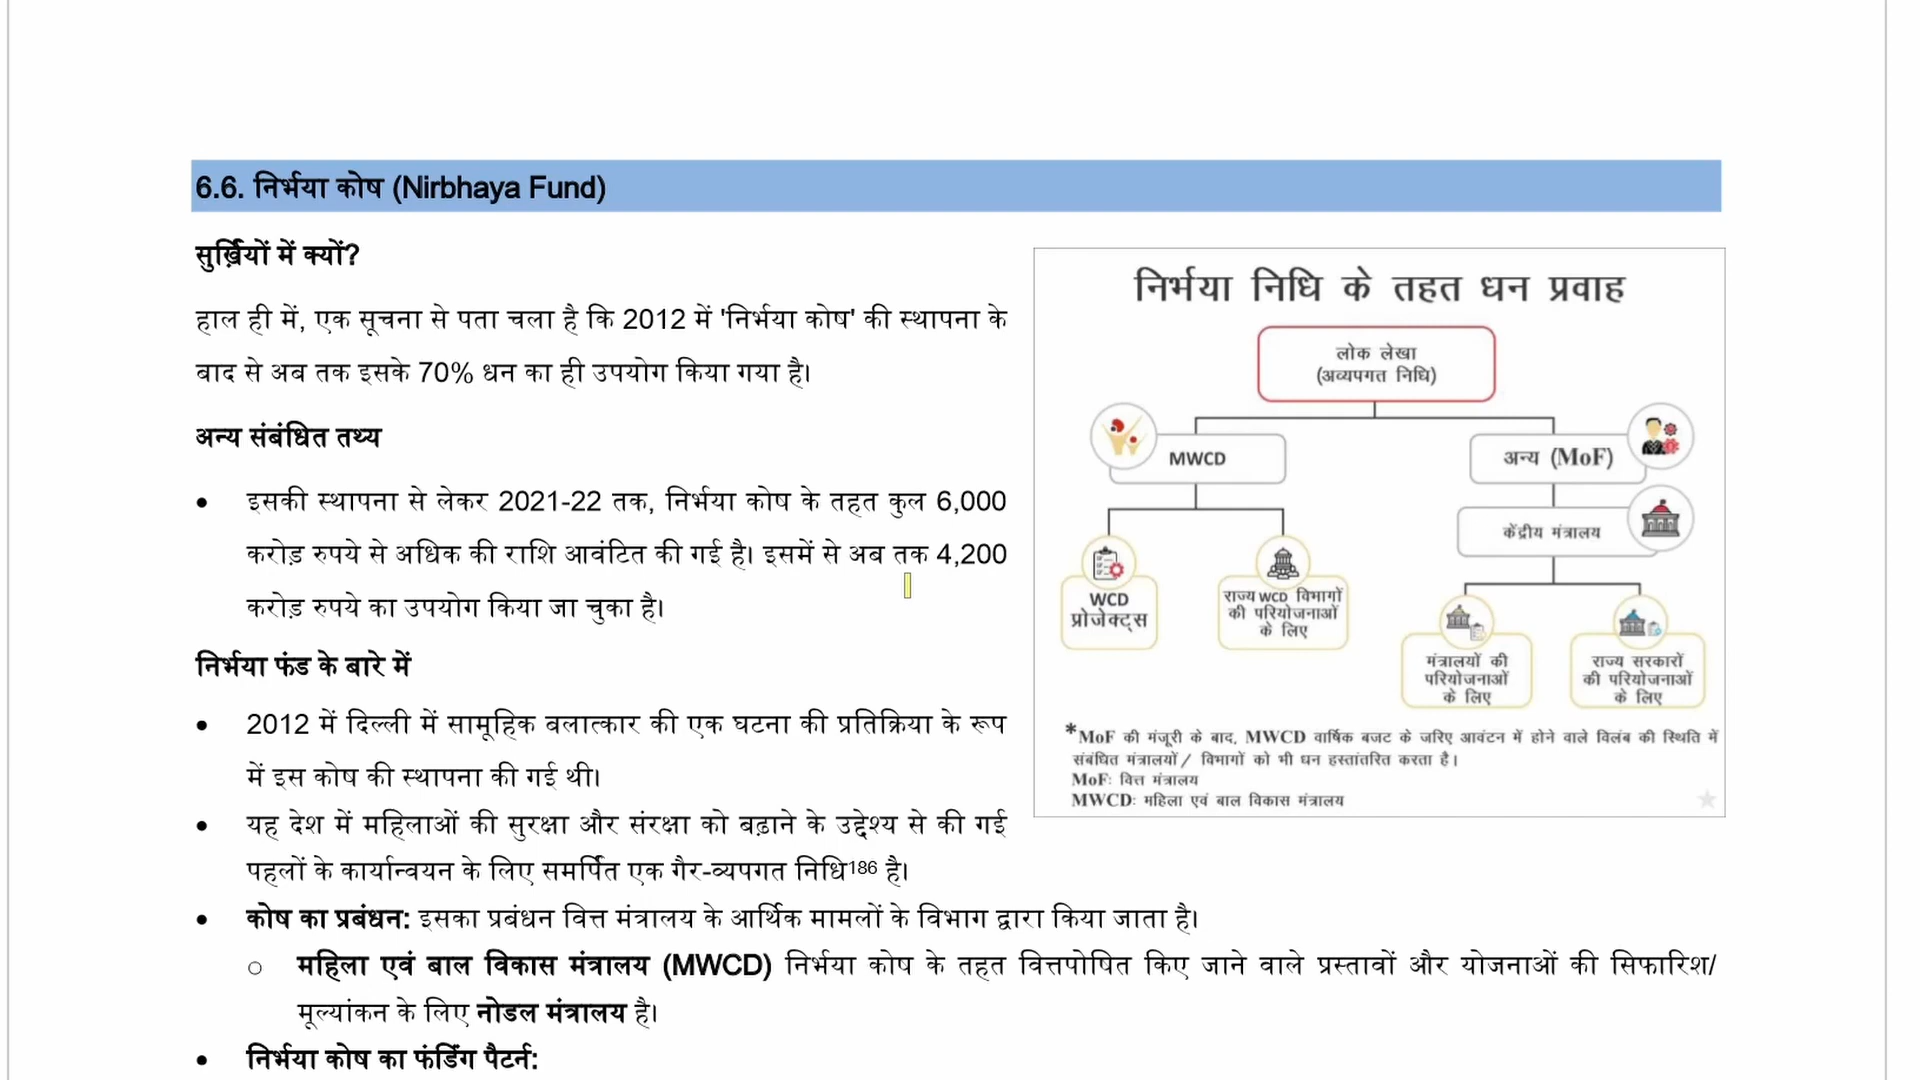 6.6. निर्भया कोष (Nirbhaya Fund)
सुर्ख़ियों में क्यों?
हाल ही में, एक सूचना से पता चला है कि 2012 में 'निर्भया कोष' की स्थापना के
बाद से अब तक इसके 70% धन का ही उपयोग किया गया है।
अन्य संबंधित तथ्य
• इसकी स्थापना से लेकर 2021-22 तक, निर्भया कोष के तहत कुल 6,000
करोड़ रुपये से अधिक की राशि आवंटित की गई है। इसमें से अब तक 4,200
करोड़ रुपये का उपयोग किया जा चुका है।
निर्भया फंड के बारे में
• 2012 में दिल्ली में सामूहिक बलात्कार की एक घटना की प्रतिक्रिया के रूप
में इस कोष की स्थापना की गई थी।
• यह देश में महिलाओं की सुरक्षा और संरक्षा को बढ़ाने के उद्देश्य से की गई
पहलों के कार्यान्वयन के लिए समर्पित एक गैर-व्यपगत निधि186 है।
• कोष का प्रबंधन: इसका प्रबंधन वित्त मंत्रालय के आर्थिक मामलों के विभाग द्वारा किया जाता है।
○ महिला एवं बाल विकास मंत्रालय (MWCD) निर्भया कोष के तहत वित्तपोषित किए जाने वाले प्रस्तावों और योजनाओं की सिफारिश/
मूल्यांकन के लिए नोडल मंत्रालय है।
• निर्भया कोष का फंडिंग पैटर्न:
निर्भया निधि के तहत धन प्रवाह
लोक लेखा
(अव्यपगत निधि)
MWCD
अन्य (MoF)
केंद्रीय मंत्रालय
WCD
प्रोजेक्ट्स
राज्य WCD विभागों
की परियोजनाओं
के लिए
मंत्रालयों की
परियोजनाओं
के लिए
राज्य सरकारों
की परियोजनाओं
के लिए
*MoF की मंजूरी के बाद, MWCD वार्षिक बजट के जरिए आवंटन में होने वाले विलंब की स्थिति में
संबंधित मंत्रालयों/ विभागों को भी धन हस्तांतरित करता है।
MoF: वित्त मंत्रालय
MWCD: महिला एवं बाल विकास मंत्रालय